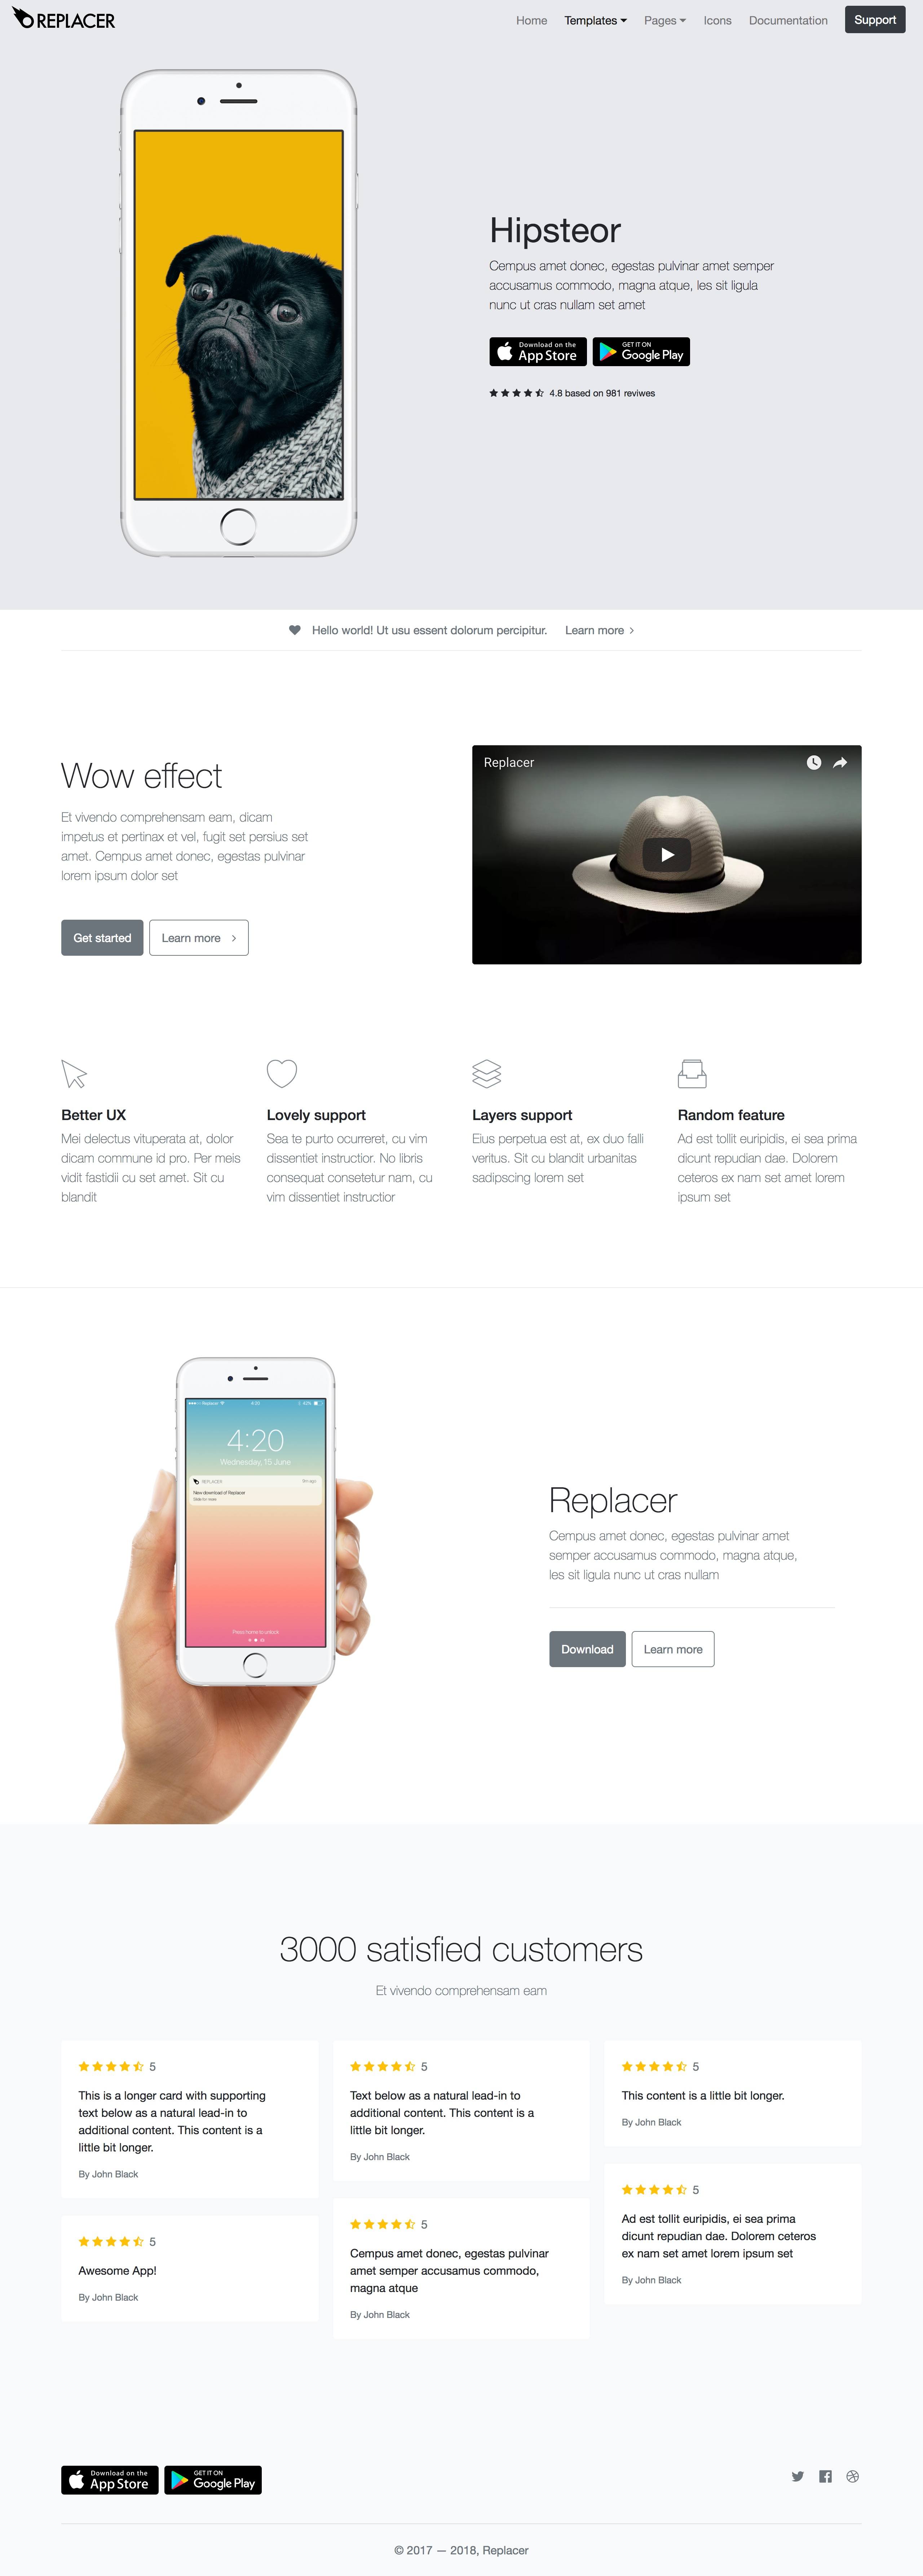 REPLACER
Home Templates Pages Icons Documentation Support
Hipsteor
Cempus amet donec, egestas pulvinar amet semper
accusamus commodo, magna atque, les sit ligula
nunc ut cras nullam set amet
Download on the
App Store
GET IT ON
Google Play
4.8 based on 981 reviwes
Hello world! Ut usu essent dolorum percipitur. Learn more
Wow effect
Et vivendo comprehensam eam, dicam
impetus et pertinax et vel, fugit set persius set
amet. Cempus amet donec, egestas pulvinar
lorem ipsum dolor set
Get started Learn more
Replacer
Better UX
Mei delectus vituperata at, dolor
dicam commune id pro. Per meis
vidit fastidii cu set amet. Sit cu
blandit
Lovely support
Sea te purto ocurreret, cu vim
dissentiet instructior. No libris
consequat consetetur nam, cu
vim dissentiet instructior
Layers support
Eius perpetua est at, ex duo falli
veritus. Sit cu blandit urbanitas
sadipscing lorem set
Random feature
Ad est tollit euripidis, ei sea prima
dicunt repudian dae. Dolorem
ceteros ex nam set amet lorem
ipsum set
Replacer 4:20 82%
4:20
Wednesday, 15 June
REPLACER 9m ago
New download of Replacer
Slide for more
Press home to unlock
Replacer
Cempus amet donec, egestas pulvinar amet
semper accusamus commodo, magna atque,
les sit ligula nunc ut cras nullam
Download Learn more
3000 satisfied customers
Et vivendo comprehensam eam
5
This is a longer card with supporting
text below as a natural lead-in to
additional content. This content is a
little bit longer.
By John Black
5
Awesome App!
By John Black
5
Text below as a natural lead-in to
additional content. This content is a
little bit longer.
By John Black
5
Cempus amet donec, egestas pulvinar
amet semper accusamus commodo,
magna atque
By John Black
5
This content is a little bit longer.
By John Black
5
Ad est tollit euripidis, ei sea prima
dicunt repudian dae. Dolorem ceteros
ex nam set amet lorem ipsum set
By John Black
Download on the
App Store
GET IT ON
Google Play
© 2017 — 2018, Replacer